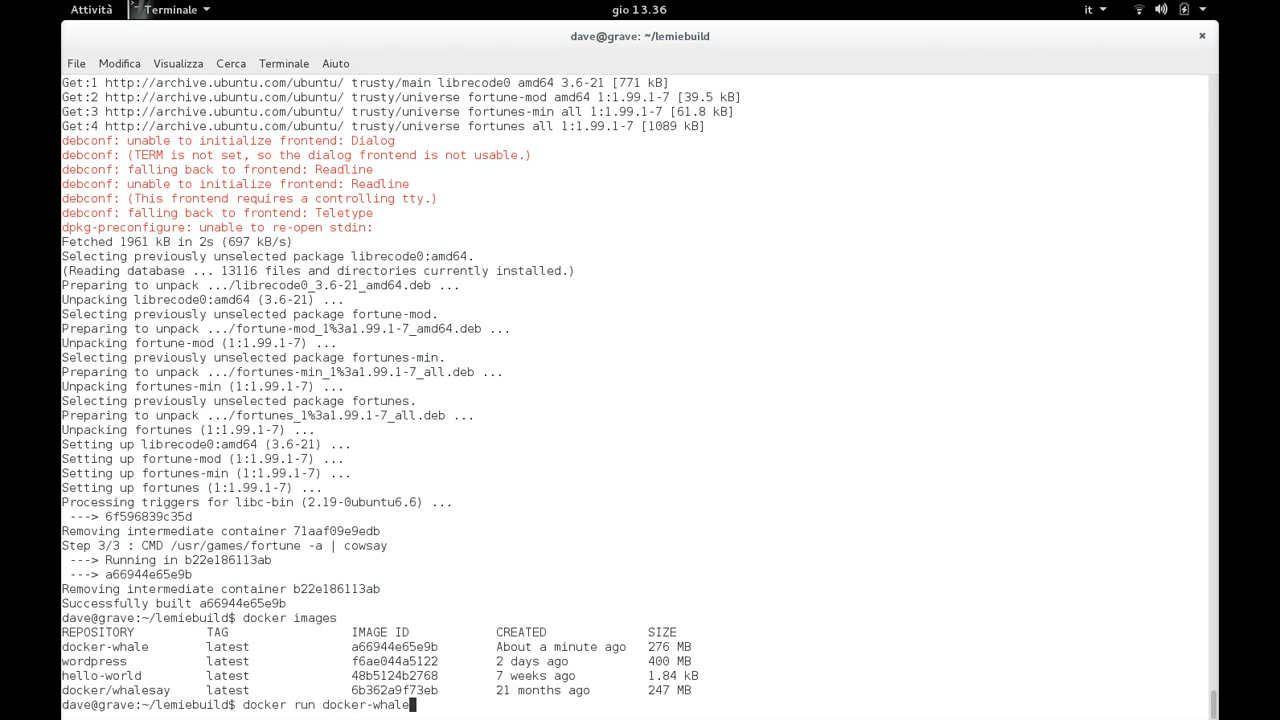 Attività
Terminale
gio 13.36
it
dave@grave: ~/lemiebuild
×
File Modifica Visualizza Cerca Terminale Aiuto
Get:1 http://archive.ubuntu.com/ubuntu/ trusty/main librecode0 amd64 3.6-21 [771 kB]
Get:2 http://archive.ubuntu.com/ubuntu/ trusty/universe fortune-mod amd64 1:1.99.1-7 [39.5 kB]
Get:3 http://archive.ubuntu.com/ubuntu/ trusty/universe fortunes-min all 1:1.99.1-7 [61.8 kB]
Get:4 http://archive.ubuntu.com/ubuntu/ trusty/universe fortunes all 1:1.99.1-7 [1089 kB]
debconf: unable to initialize frontend: Dialog
debconf: (TERM is not set, so the dialog frontend is not usable.)
debconf: falling back to frontend: Readline
debconf: unable to initialize frontend: Readline
debconf: (This frontend requires a controlling tty.)
debconf: falling back to frontend: Teletype
dpkg-preconfigure: unable to re-open stdin:
Fetched 1961 kB in 2s (697 kB/s)
Selecting previously unselected package librecode0:amd64.
(Reading database ... 13116 files and directories currently installed.)
Preparing to unpack .../librecode0_3.6-21_amd64.deb ...
Unpacking librecode0:amd64 (3.6-21) ...
Selecting previously unselected package fortune-mod.
Preparing to unpack .../fortune-mod_1%3a1.99.1-7_amd64.deb ...
Unpacking fortune-mod (1:1.99.1-7) ...
Selecting previously unselected package fortunes-min.
Preparing to unpack .../fortunes-min_1%3a1.99.1-7_all.deb ...
Unpacking fortunes-min (1:1.99.1-7) ...
Selecting previously unselected package fortunes.
Preparing to unpack .../fortunes_1%3a1.99.1-7_all.deb ...
Unpacking fortunes (1:1.99.1-7) ...
Setting up librecode0:amd64 (3.6-21) ...
Setting up fortune-mod (1:1.99.1-7) ...
Setting up fortunes-min (1:1.99.1-7) ...
Setting up fortunes (1:1.99.1-7) ...
Processing triggers for libc-bin (2.19-0ubuntu6.6) ...
---> 6f596839c35d
Removing intermediate container 71aaf09e9edb
Step 3/3 : CMD /usr/games/fortune -a | cowsay
---> Running in b22e186113ab
---> a66944e65e9b
Removing intermediate container b22e186113ab
Successfully built a66944e65e9b
dave@grave:~/lemiebuild$ docker images
REPOSITORY TAG IMAGE ID CREATED SIZE
docker-whale latest a66944e65e9b About a minute ago 276 MB
wordpress latest f6ae044a5122 2 days ago 400 MB
hello-world latest 48b5124b2768 7 weeks ago 1.84 kB
docker/whalesay latest 6b362a9f73eb 21 months ago 247 MB
dave@grave:~/lemiebuild$ docker run docker-whale